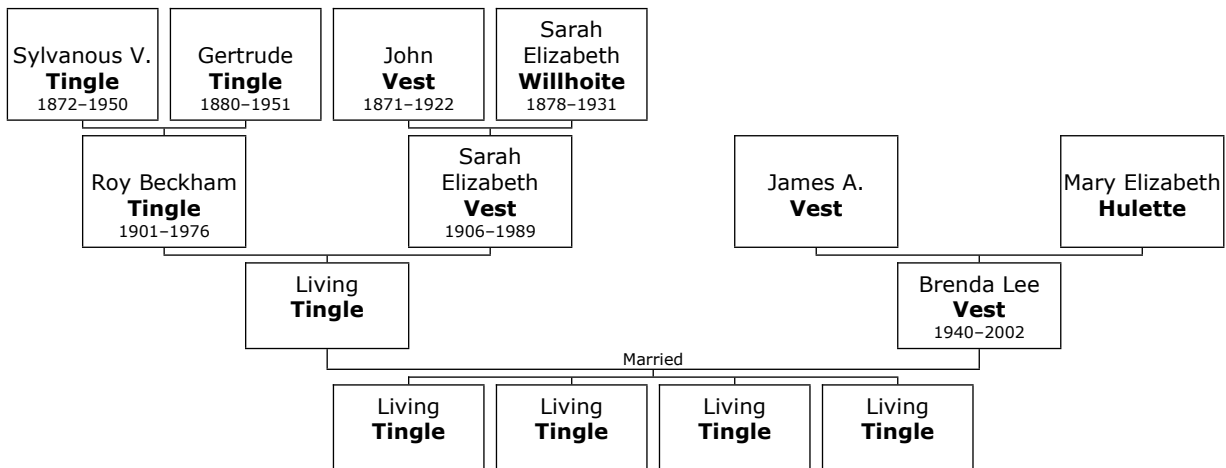 Sylvanous V.
Tingle
1872–1950
Gertrude
Tingle
1880–1951
John
Vest
1871–1922
Sarah
Elizabeth
Willhoite
1878–1931
Roy Beckham
Tingle
1901–1976
Sarah
Elizabeth
Vest
1906–1989
James A.
Vest
Mary Elizabeth
Hulette
Living
Tingle
Brenda Lee
Vest
1940–2002
Married
Living
Tingle
Living
Tingle
Living
Tingle
Living
Tingle